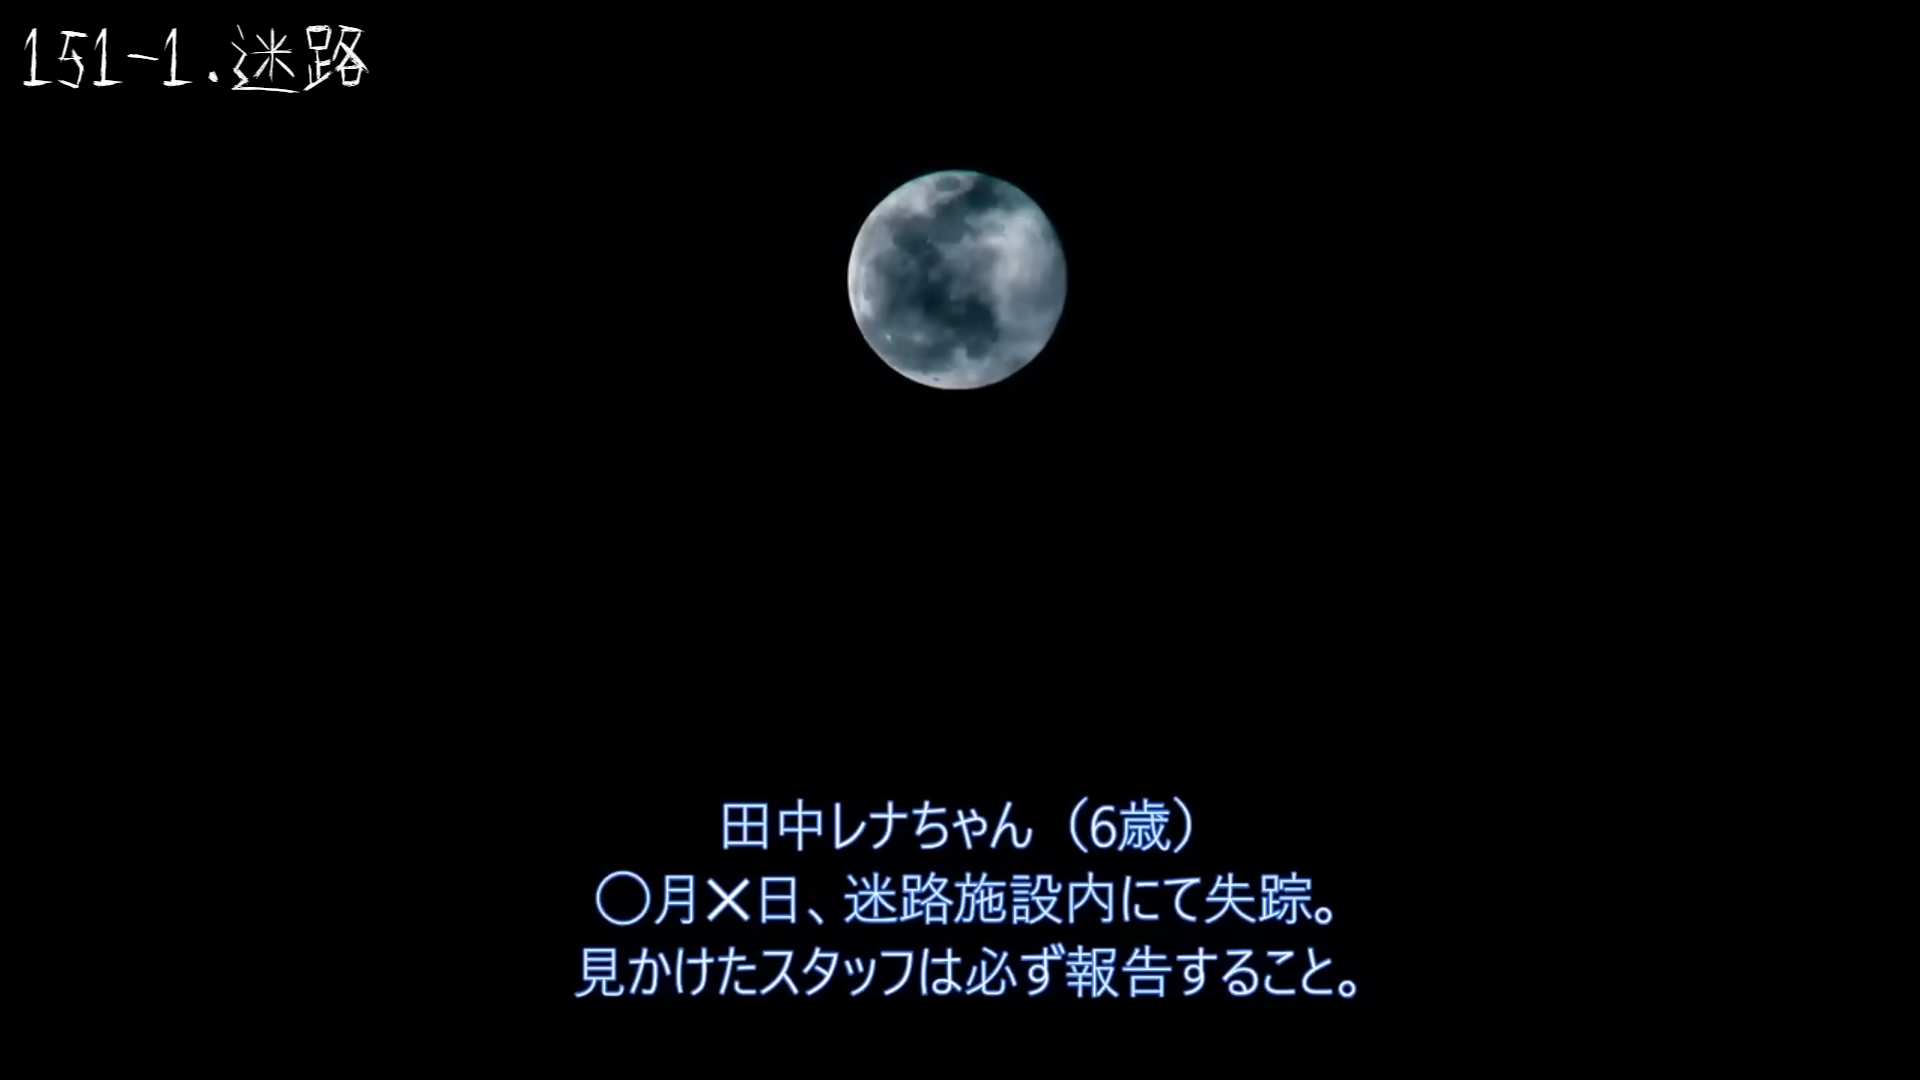 151-1.迷路
田中レナちゃん（6歳）
〇月✕日、迷路施設内にて失踪。
見かけたスタッフは必ず報告すること。